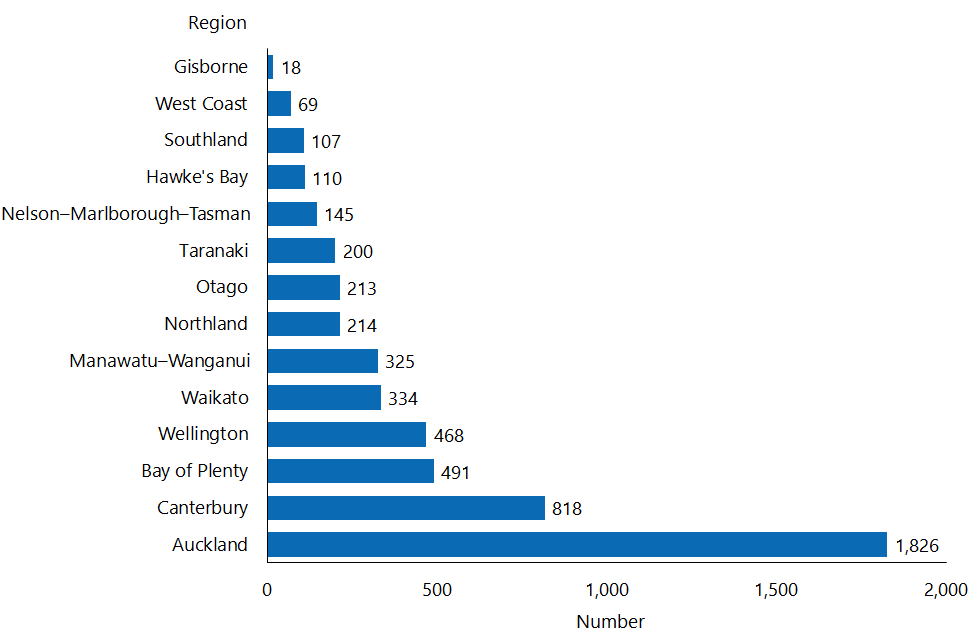 Region
Gisborne 18
West Coast 69
Southland 107
Hawke's Bay 110
Nelson–Marlborough–Tasman 145
Taranaki 200
Otago 213
Northland 214
Manawatu–Wanganui 325
Waikato 334
Wellington 468
Bay of Plenty 491
Canterbury 818
Auckland 1,826
0 500 1,000 1,500 2,000
Number